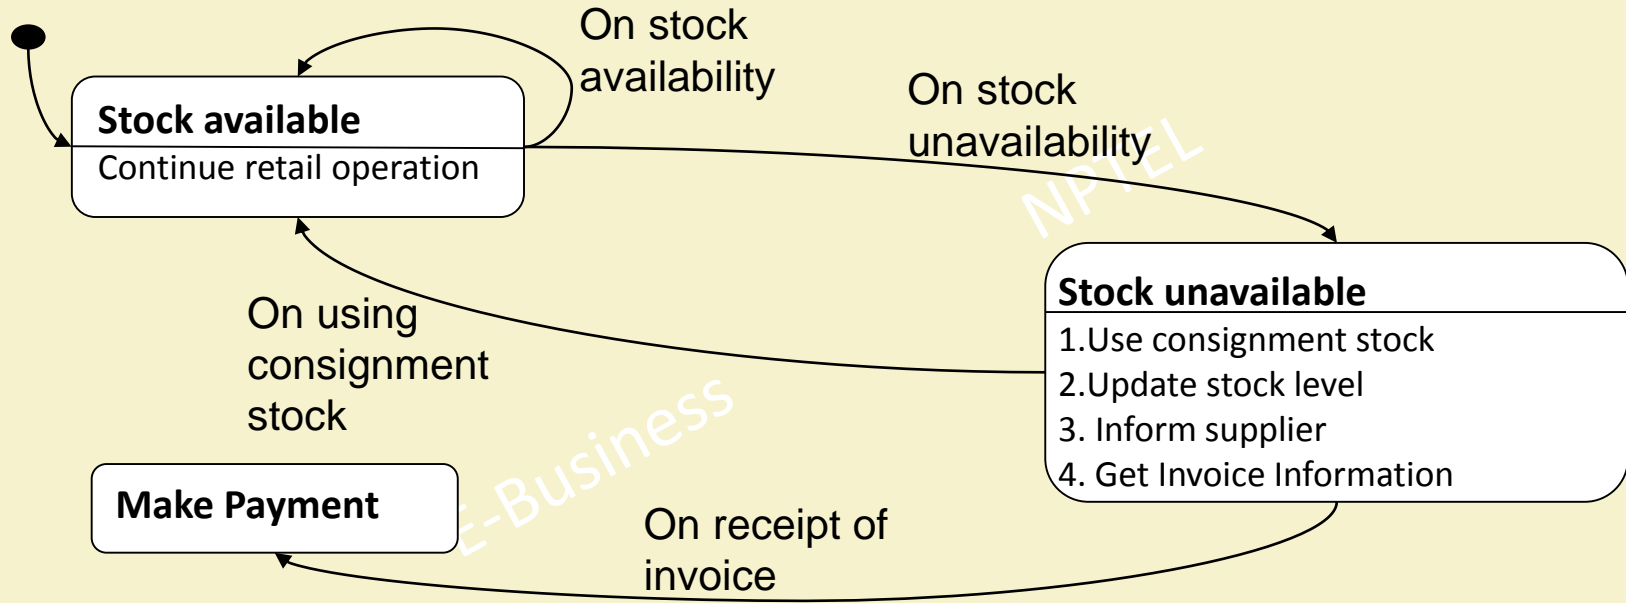 On stock
availability
On stock
unavailability
Stock available
Continue retail operation
NPTEL
Stock unavailable
1.Use consignment stock
2.Update stock level
3. Inform supplier
4. Get Invoice Information
On using
consignment
stock
E-Business
Make Payment
On receipt of
invoice